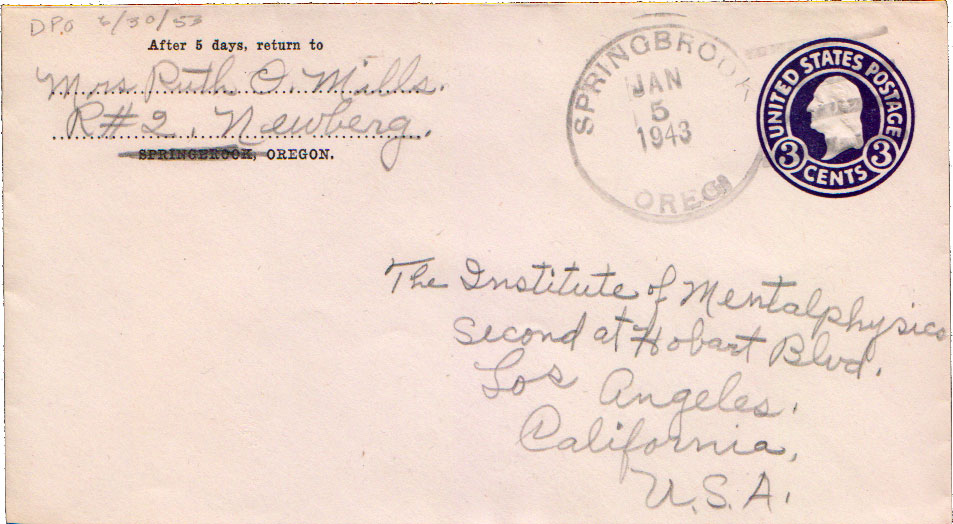 DPO 6/30/53
After 5 days, return to
Mrs Ruth O. Mills.
R#2, Newberg.
SPRINGBROOK, OREGON.
SPRINGBROOK
JAN
5
1943
OREG
UNITED STATES POSTAGE
3 CENTS 3
The Institute of Mentalphysics
Second at Hobart Blvd.
Los Angeles.
California,
U.S.A.